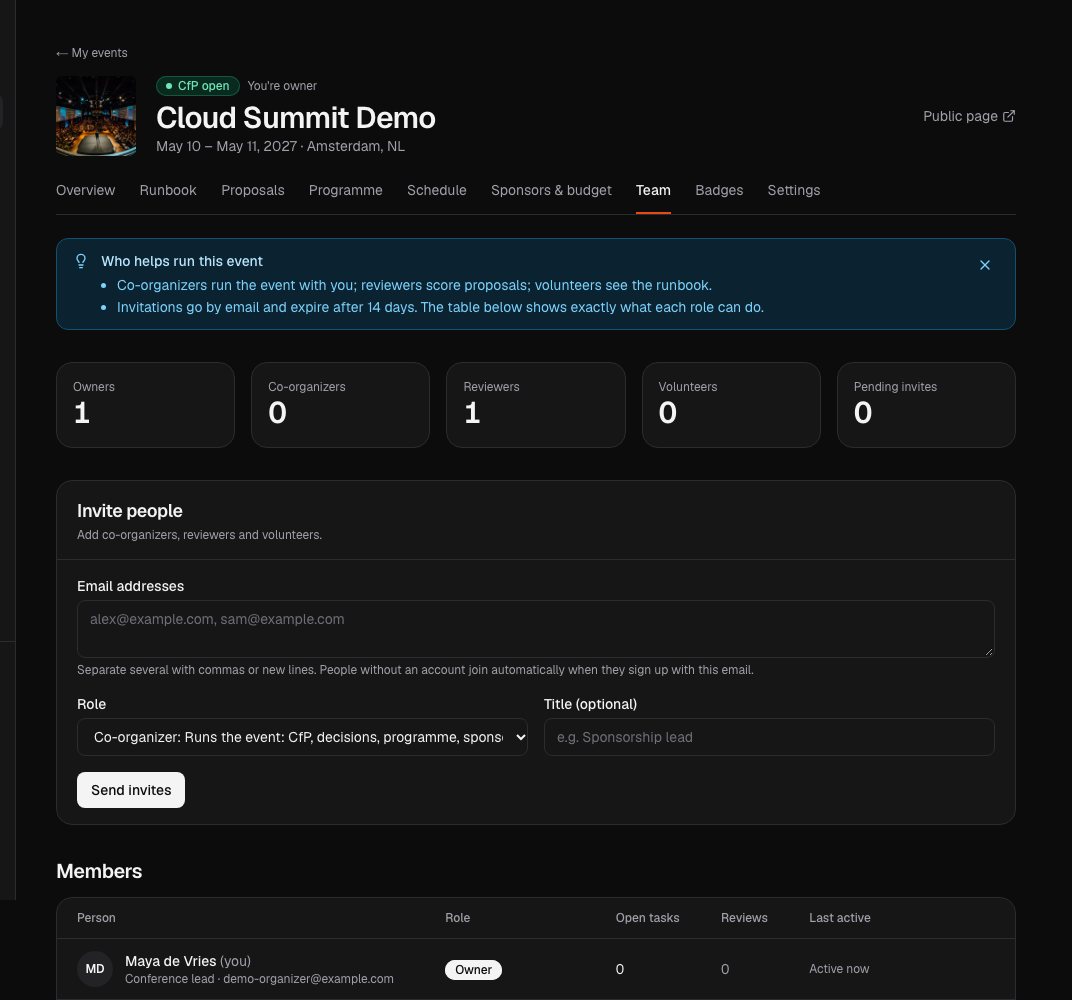 ← My events
CfP open You're owner
Cloud Summit Demo
May 10 – May 11, 2027 · Amsterdam, NL
Public page
Overview Runbook Proposals Programme Schedule Sponsors & budget Team Badges Settings
Who helps run this event
• Co-organizers run the event with you; reviewers score proposals; volunteers see the runbook.
• Invitations go by email and expire after 14 days. The table below shows exactly what each role can do.
Owners Co-organizers Reviewers Volunteers Pending invites
1 0 1 0 0
Invite people
Add co-organizers, reviewers and volunteers.
Email addresses
alex@example.com, sam@example.com
Separate several with commas or new lines. People without an account join automatically when they sign up with this email.
Role Title (optional)
Co-organizer: Runs the event: CfP, decisions, programme, spons e.g. Sponsorship lead
Send invites
Members
Person Role Open tasks Reviews Last active
MD Maya de Vries (you) Owner 0 0 Active now
Conference lead · demo-organizer@example.com